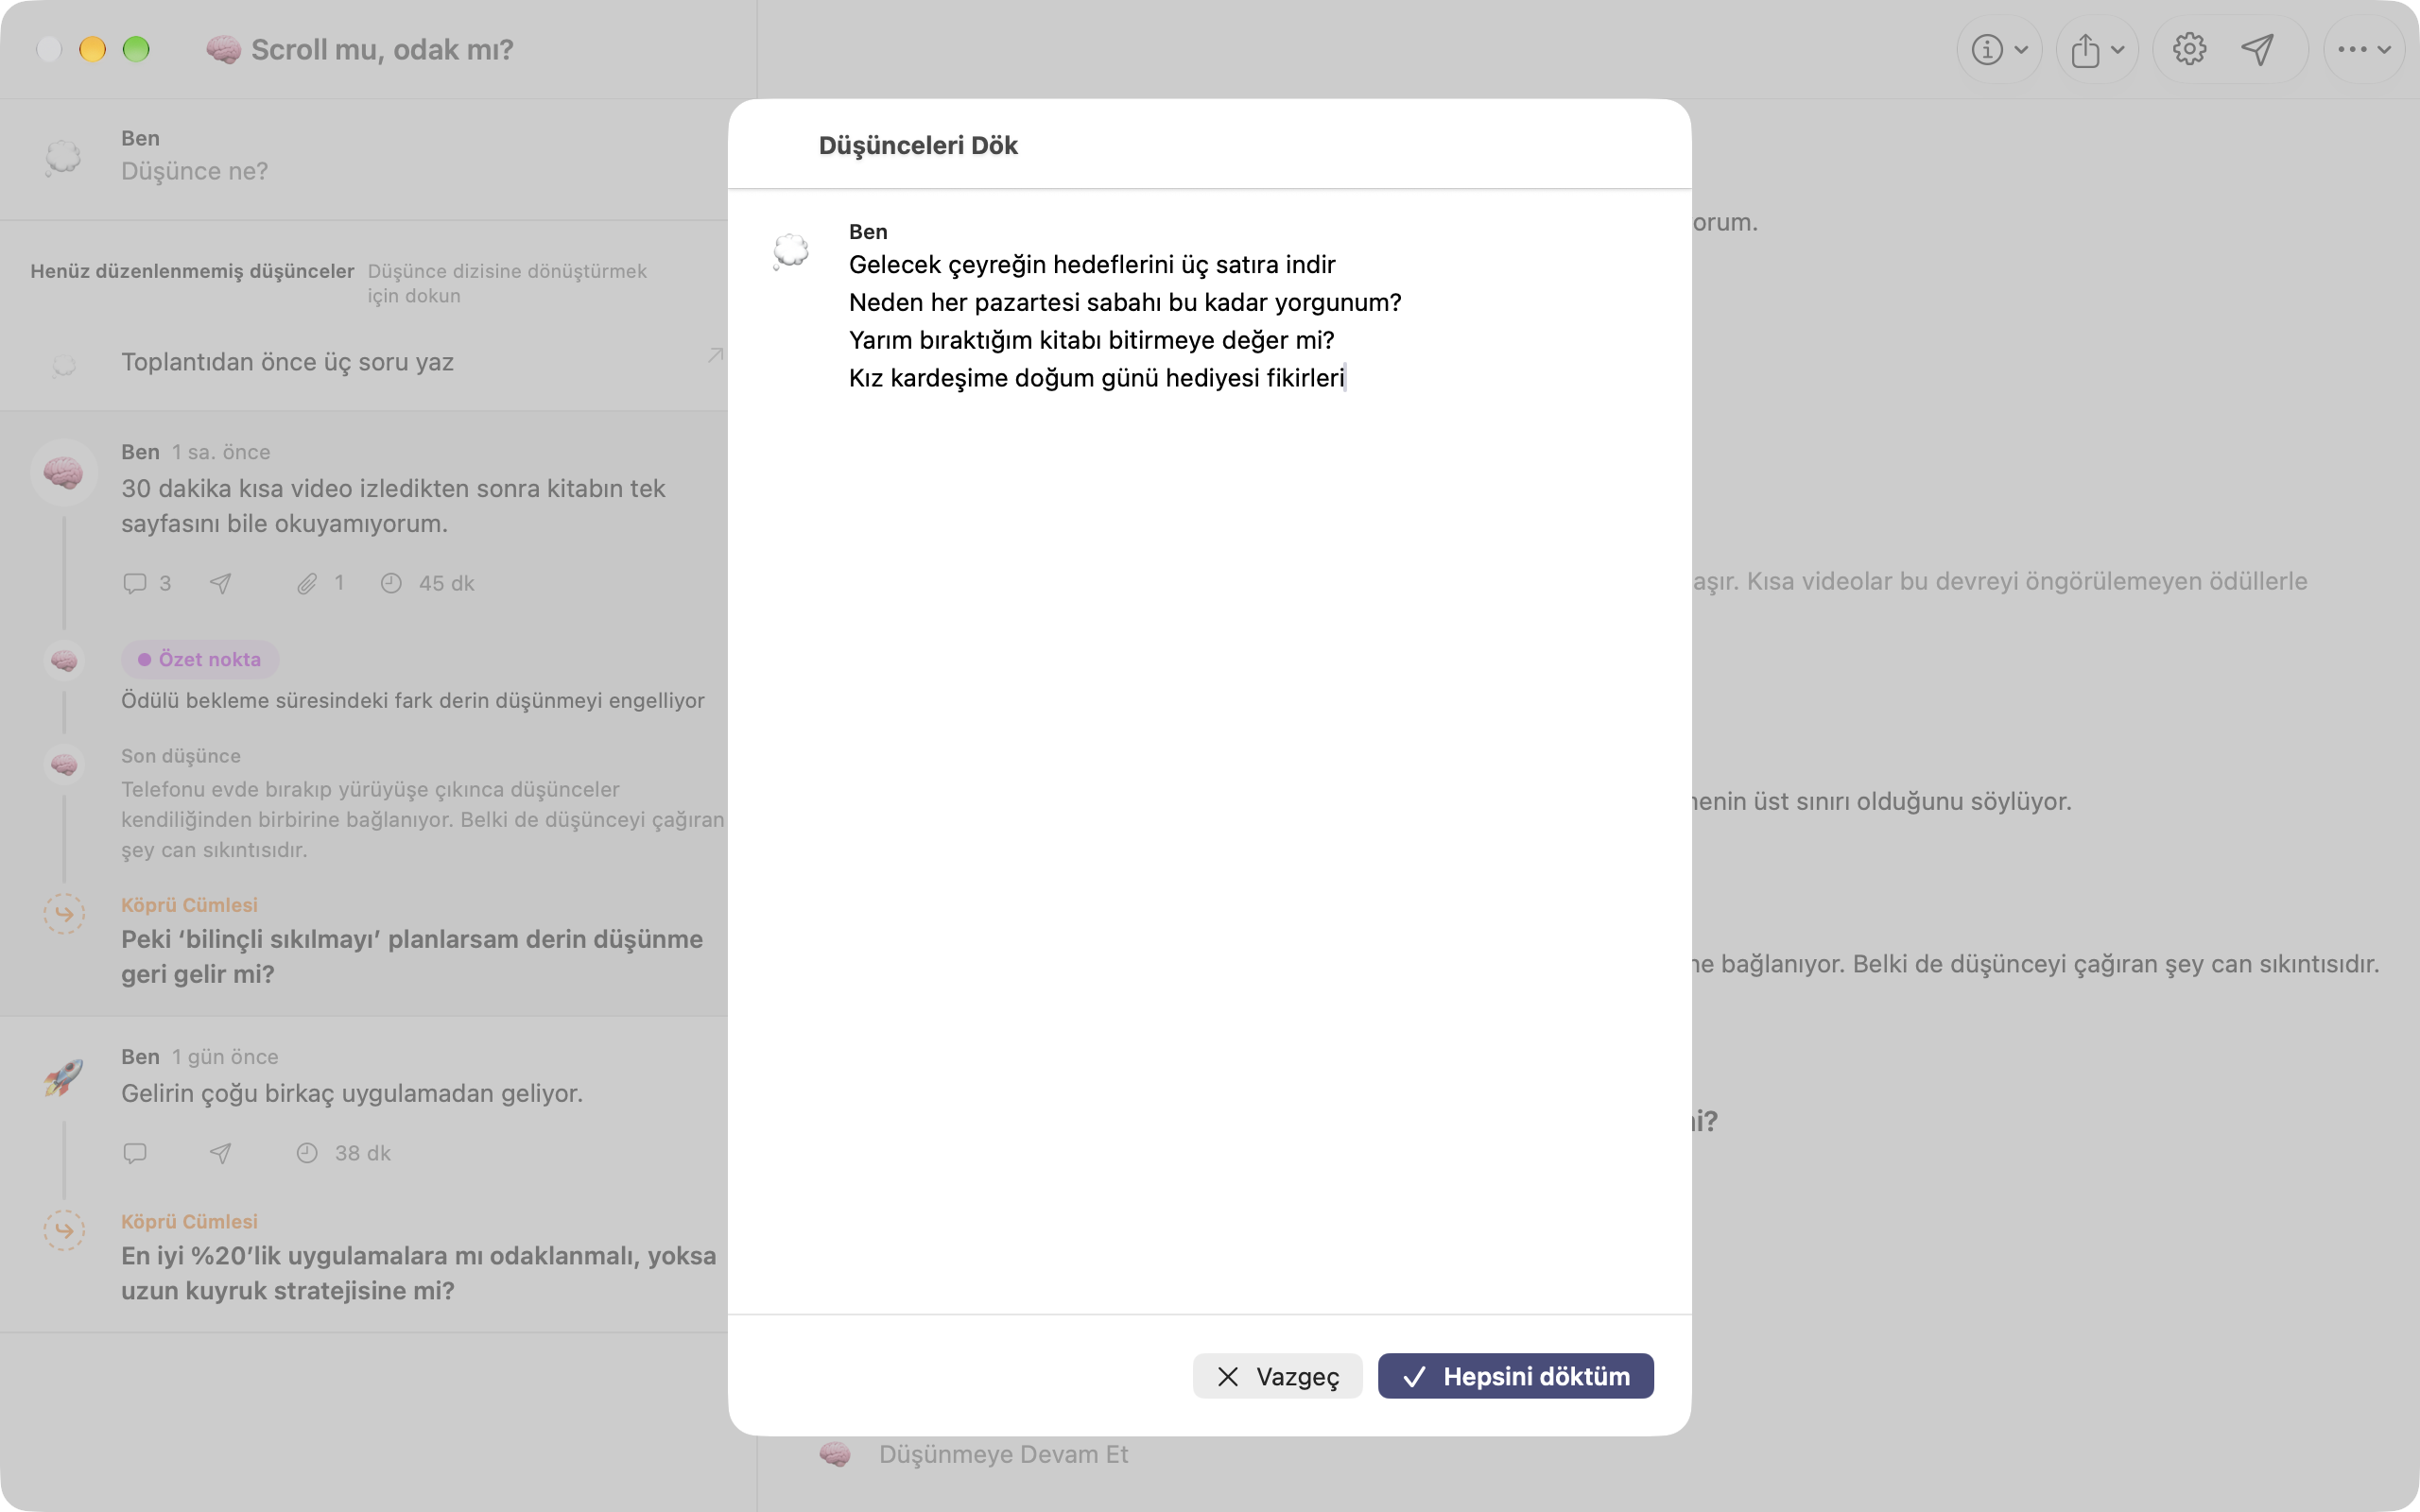 Scroll mu, odak mı?
Ben
Düşünce ne?
Henüz düzenlenmemiş düşünceler
Düşünce dizisine dönüştürmek
için dokun
Toplantıdan önce üç soru yaz
Ben 1 sa. önce
30 dakika kısa video izledikten sonra kitabın tek
sayfasını bile okuyamıyorum.
3 1 45 dk
Özet nokta
Ödülü bekleme süresindeki fark derin düşünmeyi engelliyor
Son düşünce
Telefonu evde bırakıp yürüyüşe çıkınca düşünceler
kendiliğinden birbirine bağlanıyor. Belki de düşünceyi çağıran
şey can sıkıntısıdır.
Köprü Cümlesi
Peki ‘bilinçli sıkılmayı’ planlarsam derin düşünme
geri gelir mi?
Ben 1 gün önce
Gelirin çoğu birkaç uygulamadan geliyor.
38 dk
Köprü Cümlesi
En iyi %20’lik uygulamalara mı odaklanmalı, yoksa
uzun kuyruk stratejisine mi?
Düşünceleri Dök
Ben
Gelecek çeyreğin hedeflerini üç satıra indir
Neden her pazartesi sabahı bu kadar yorgunum?
Yarım bıraktığım kitabı bitirmeye değer mi?
Kız kardeşime doğum günü hediyesi fikirleri
Vazgeç
Hepsini döktüm
Kısa videolar bu devreyi öngörülemeyen ödüllerle
üst sınırı olduğunu söylüyor.
bağlanıyor. Belki de düşünceyi çağıran şey can sıkıntısıdır.
Düşünmeye Devam Et